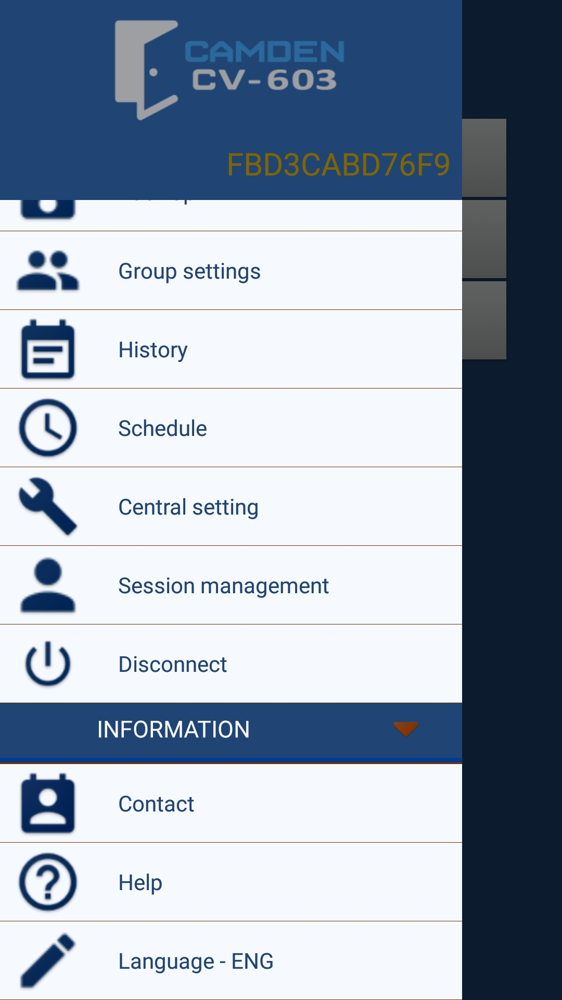 CAMDEN
CV-603
FBD3CABD76F9
Group settings
History
Schedule
Central setting
Session management
Disconnect
INFORMATION
Contact
Help
Language - ENG